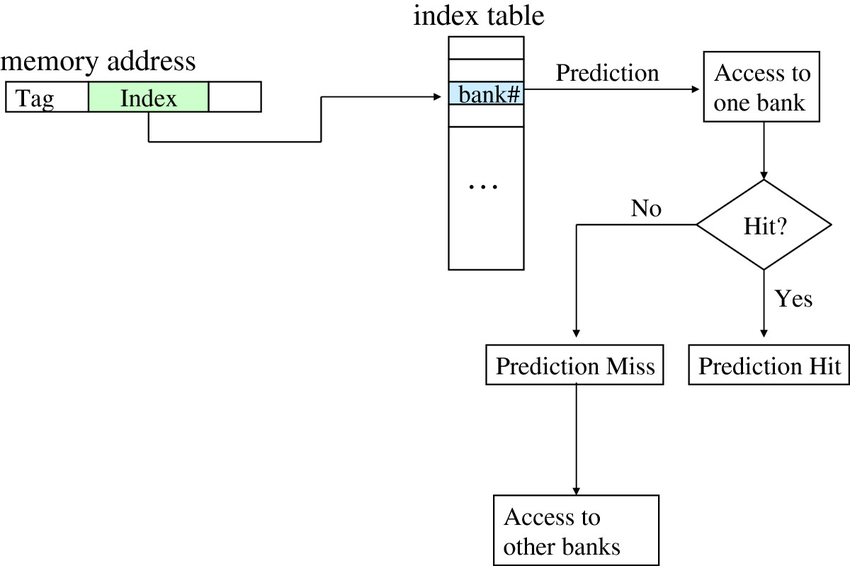 index table
memory address
Tag
Index
bank#
Prediction
Access to
one bank
...
No
Hit?
Yes
Prediction Miss
Prediction Hit
Access to
other banks